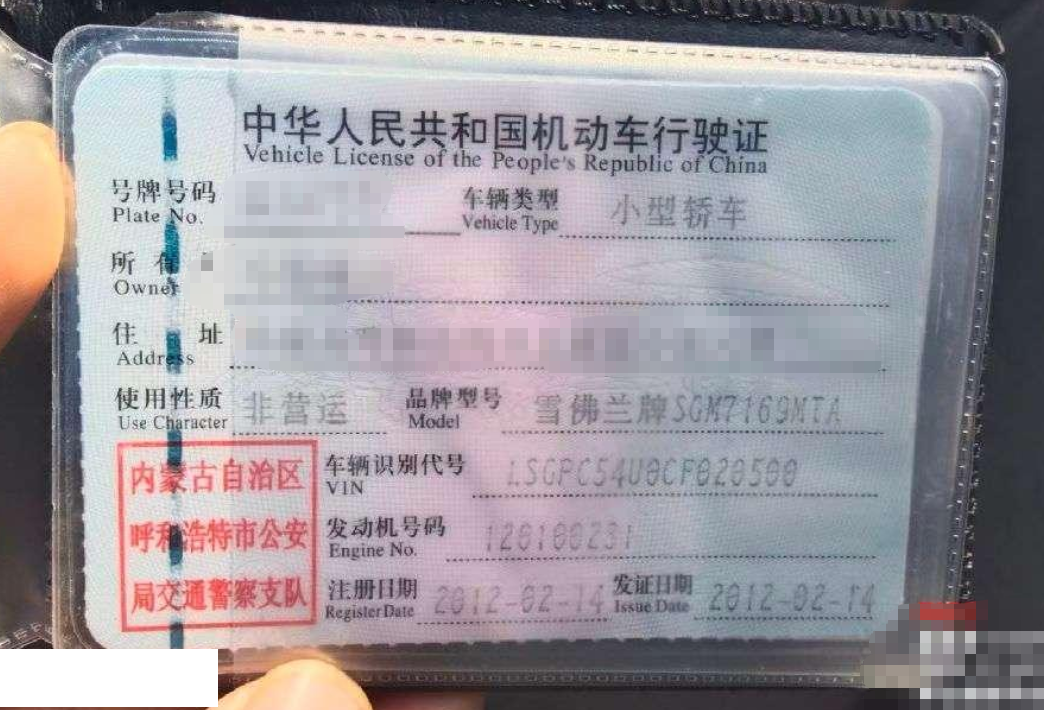 中华人民共和国机动车行驶证
Vehicle License of the People's Republic of China
号牌号码 车辆类型 小型轿车
Plate No. Vehicle Type
所
Owner
住 址
Address
使用性质 非营运 品牌型号 雪佛兰牌SGM7169MTA
Use Character Model
内蒙古自治区
呼和浩特市公安
局交通警察支队
车辆识别代号 LSGPC54U0CF020500
VIN
发动机号码 120100231
Engine No.
注册日期 2012-02-14 发证日期 2012-02-14
Register Date Issue Date